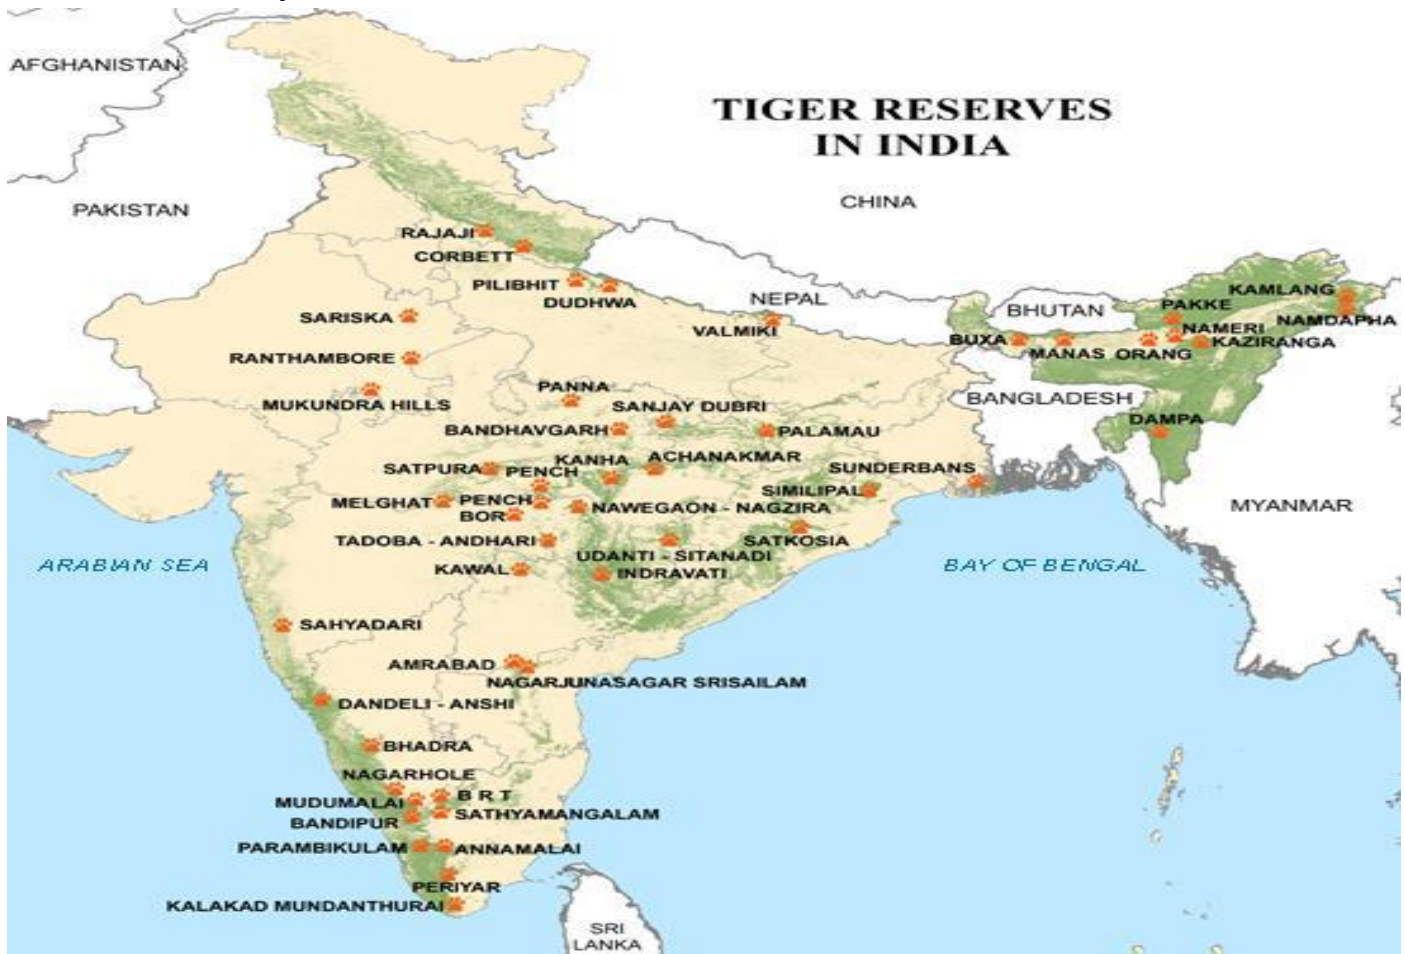 TIGER RESERVES
IN INDIA
AFGHANISTAN
PAKISTAN
CHINA
RAJAJI
CORBETT
PILIBHIT
DUDHWA
NEPAL
VALMIKI
BHUTAN
KAMLANG
PAKKE
NAMDAPHA
NAMERI
BUXA
MANAS
ORANG
KAZIRANGA
SARISKA
RANTHAMBORE
MUKUNDRA HILLS
PANNA
SANJAY DUBRI
BANGLADESH
DAMPA
BANDHAVGARH
PALAMAU
SATPURA
PENCH
KANHA
ACHANAKMAR
SUNDERBANS
SIMILIPAL
MELGHAT
PENCH
BOR
NAWEGAON - NAGZIRA
MYANMAR
TADOBA - ANDHARI
SATKOSIA
UDANTI - SITANADI
KAWAL
INDRAVATI
ARABIAN SEA
BAY OF BENGAL
SAHYADARI
AMRABAD
NAGARJUNASAGAR SRISAILAM
DANDELI - ANSHI
BHADRA
NAGARHOLE
MUDUMALAI
B R T
BANDIPUR
SATHYAMANGALAM
PARAMBIKULAM
ANNAMALAI
PERIYAR
KALAKAD MUNDANTHURAI
SRI
LANKA